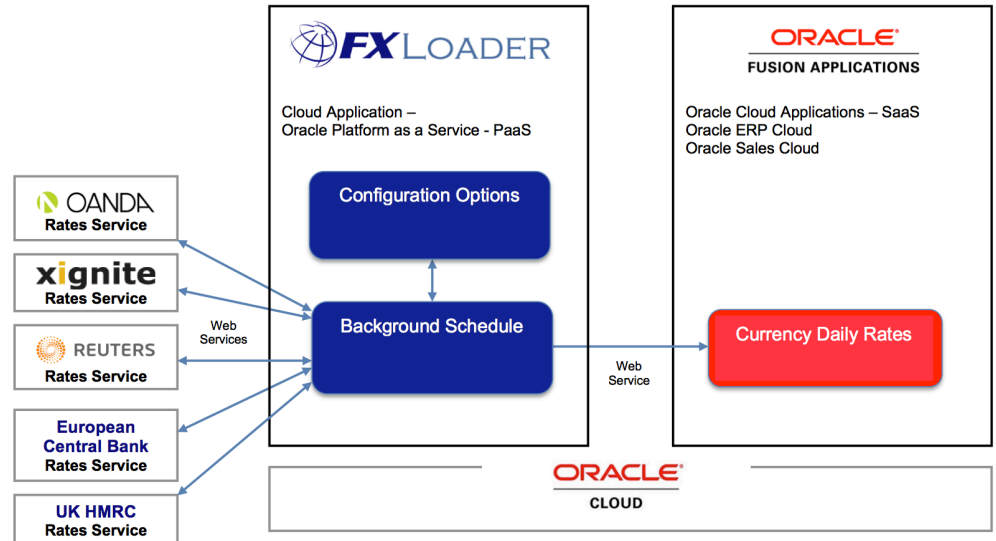 FXLOADER
Cloud Application –
Oracle Platform as a Service - PaaS
Configuration Options
Background Schedule
OANDA
Rates Service
xignite
Rates Service
REUTERS
Rates Service
European
Central Bank
Rates Service
UK HMRC
Rates Service
Web
Services
Web
Service
ORACLE®
FUSION APPLICATIONS
Oracle Cloud Applications – SaaS
Oracle ERP Cloud
Oracle Sales Cloud
Currency Daily Rates
ORACLE®
CLOUD